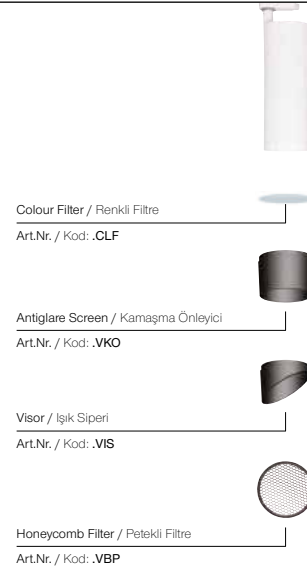 Colour Filter / Renkli Filtre
Art.Nr. / Kod: .CLF
Antiglare Screen / Kamaşma Önleyici
Art.Nr. / Kod: .VKO
Visor / Işık Siperi
Art.Nr. / Kod: .VIS
Honeycomb Filter / Petekli Filtre
Art.Nr. / Kod: .VBP